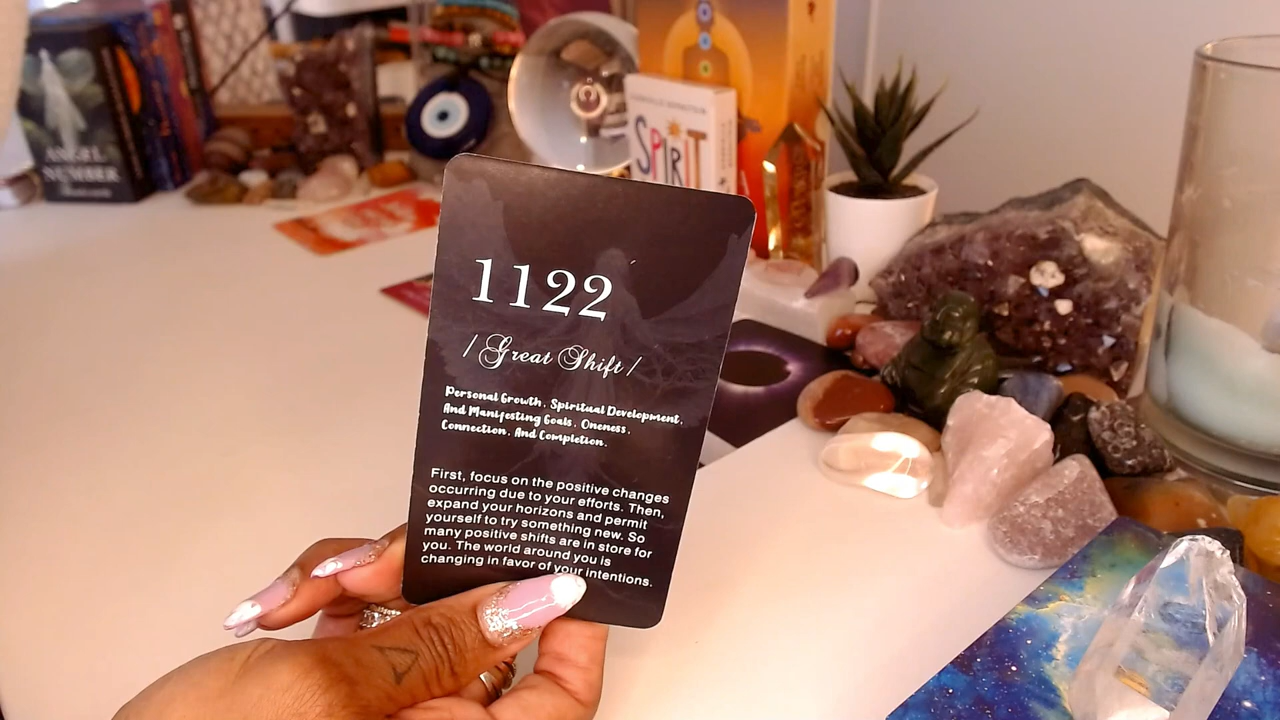 ANGEL
NUMBER
SPIRIT
1122
/ Great Shift /
Personal Growth, Spiritual Development,
And Manifesting Goals, Oneness,
Connection, And Completion.
First, focus on the positive changes
occurring due to your efforts. Then,
expand your horizons and permit
yourself to try something new. So
many positive shifts are in store for
you. The world around you is
changing in favor of your intentions.